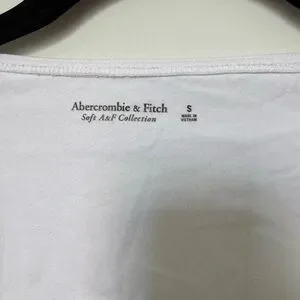 Abercrombie & Fitch
Soft A&F Collection
S
MADE IN
VIETNAM